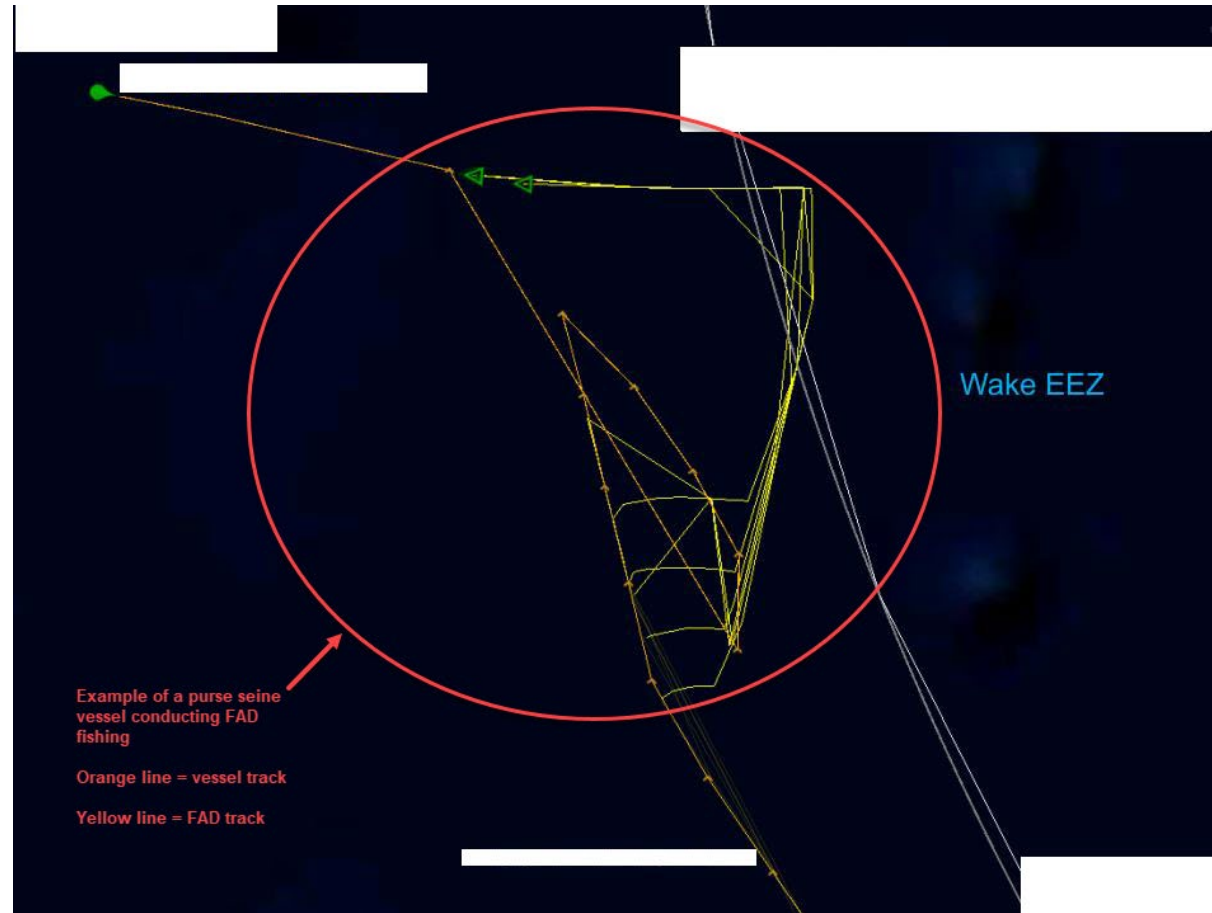 Wake EEZ
Example of a purse seine
vessel conducting FAD
fishing
Orange line = vessel track
Yellow line = FAD track